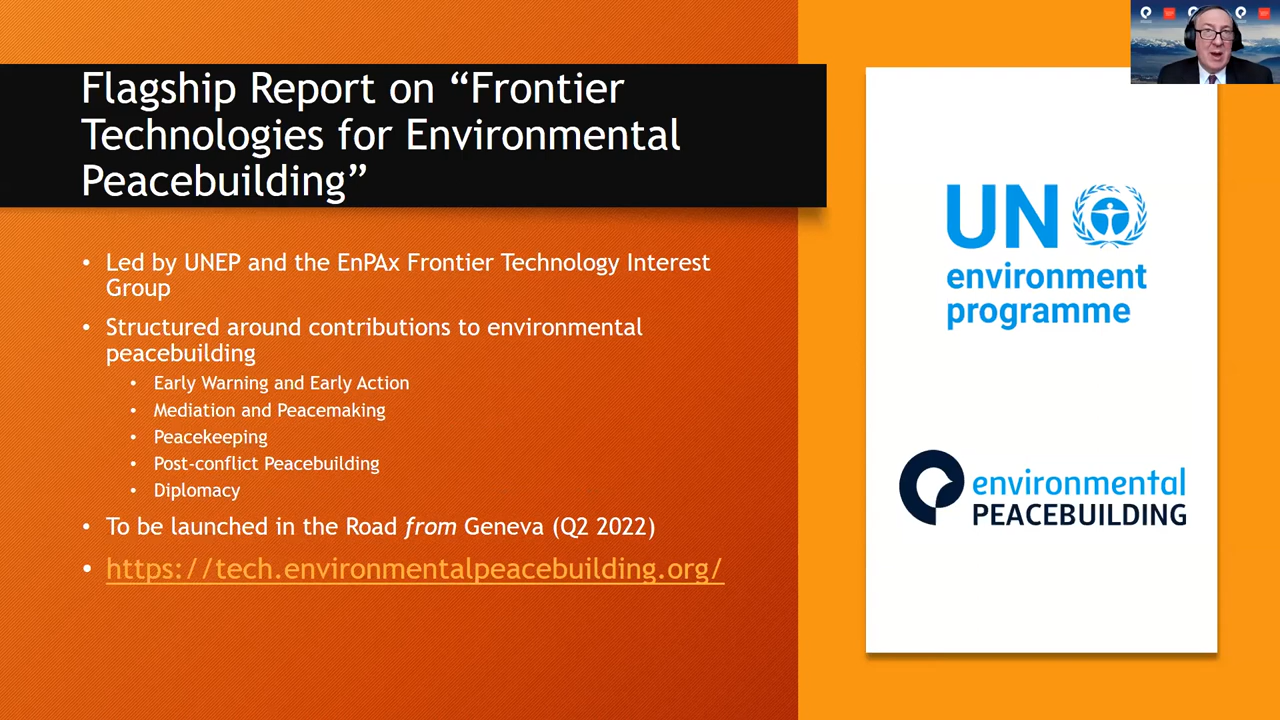 Flagship Report on “Frontier
Technologies for Environmental
Peacebuilding”
• Led by UNEP and the EnPAx Frontier Technology Interest
Group
• Structured around contributions to environmental
peacebuilding
• Early Warning and Early Action
• Mediation and Peacemaking
• Peacekeeping
• Post-conflict Peacebuilding
• Diplomacy
• To be launched in the Road from Geneva (Q2 2022)
• https://tech.environmentalpeacebuilding.org/
UN
environment
programme
environmental
PEACEBUILDING